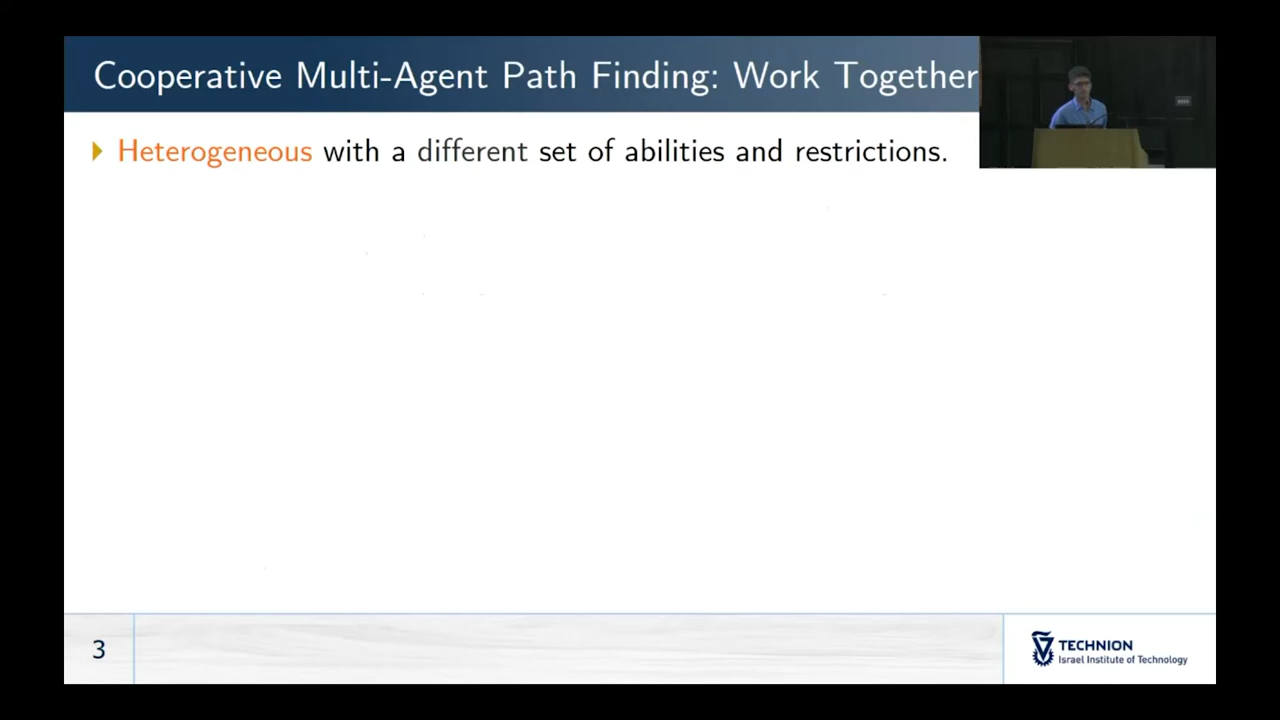 Cooperative Multi-Agent Path Finding: Work Together
Heterogeneous with a different set of abilities and restrictions.
3
TECHNION
Israel Institute of Technology